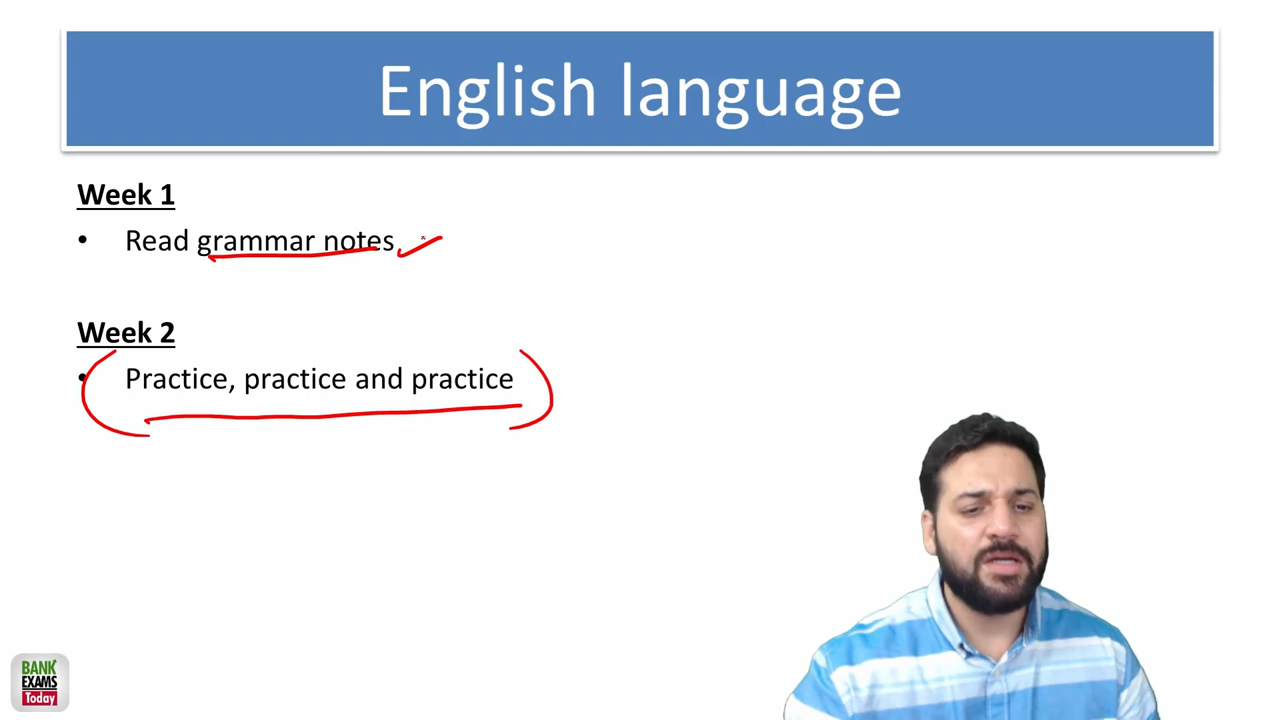 English language
Week 1
• Read grammar notes
Week 2
• Practice, practice and practice
BANK
EXAMS
Today